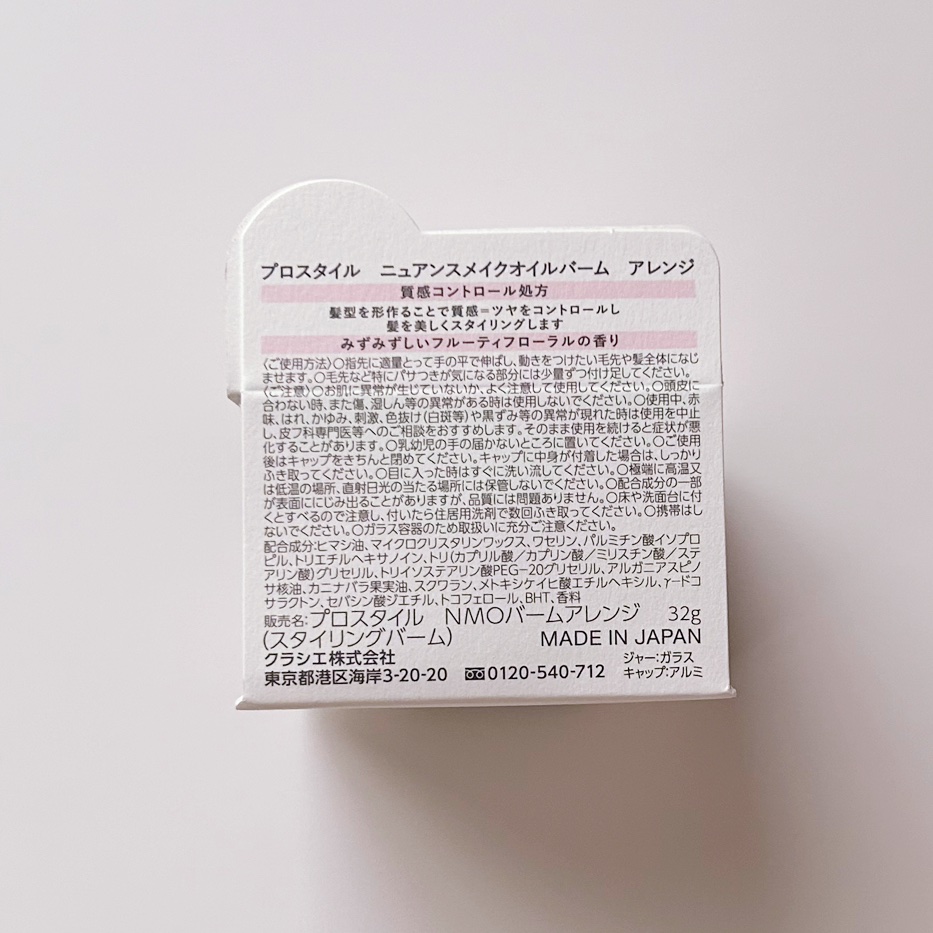 プロスタイル ニュアンスメイクオイルバーム アレンジ
質感コントロール処方
髪型を形作ることで質感=ツヤをコントロールし
髪を美しくスタイリングします
みずみずしいフルーティフローラルの香り
〈ご使用方法〉○指先に適量とって手の平で伸ばし、動きをつけたい毛先や髪全体になじ
ませます。○毛先など特にパサつきが気になる部分には少量ずつ付け足してください。
〈ご注意〉○お肌に異常が生じていないか、よく注意して使用してください。○頭皮に
合わない時、また傷、湿しん等の異常がある時は使用しないでください。○使用中、赤
味、はれ、かゆみ、刺激、色抜け(白斑等)や黒ずみ等の異常が現れた時は使用を中止
し、皮フ科専門医等へのご相談をおすすめします。そのまま使用を続けると症状が悪
化することがあります。○乳幼児の手の届かないところに置いてください。○ご使用
後はキャップをきちんと閉めてください。キャップに中身が付着した場合は、しっかり
ふき取ってください。○目に入った時はすぐに洗い流してください。○極端に高温又
は低温の場所、直射日光の当たる場所には保管しないでください。○配合成分の一部
が表面ににじみ出ることがありますが、品質には問題ありません。○床や洗面台に付
くとすべるので注意し、付いたら住居用洗剤で数回ふき取ってください。○携帯はし
ないでください。○ガラス容器のため取扱いに充分ご注意ください。
配合成分:ヒマシ油、マイクロクリスタリンワックス、ワセリン、パルミチン酸イソプロ
ピル、トリエチルヘキサノイン、トリ(カプリル酸/カプリン酸/ミリスチン酸/ステ
アリン酸)グリセリル、トリイソステアリン酸PEG-20グリセリル、アルガニアスピノ
サ核油、カニナバラ果実油、スクワラン、メトキシケイヒ酸エチルヘキシル、γ-ドコ
サラクトン、セバシン酸ジエチル、トコフェロール、BHT、香料
販売名:プロスタイル NMOバームアレンジ 32g
(スタイリングバーム) MADE IN JAPAN
クラシエ株式会社 ジャー:ガラス
東京都港区海岸3-20-20 0120-540-712 キャップ:アルミ